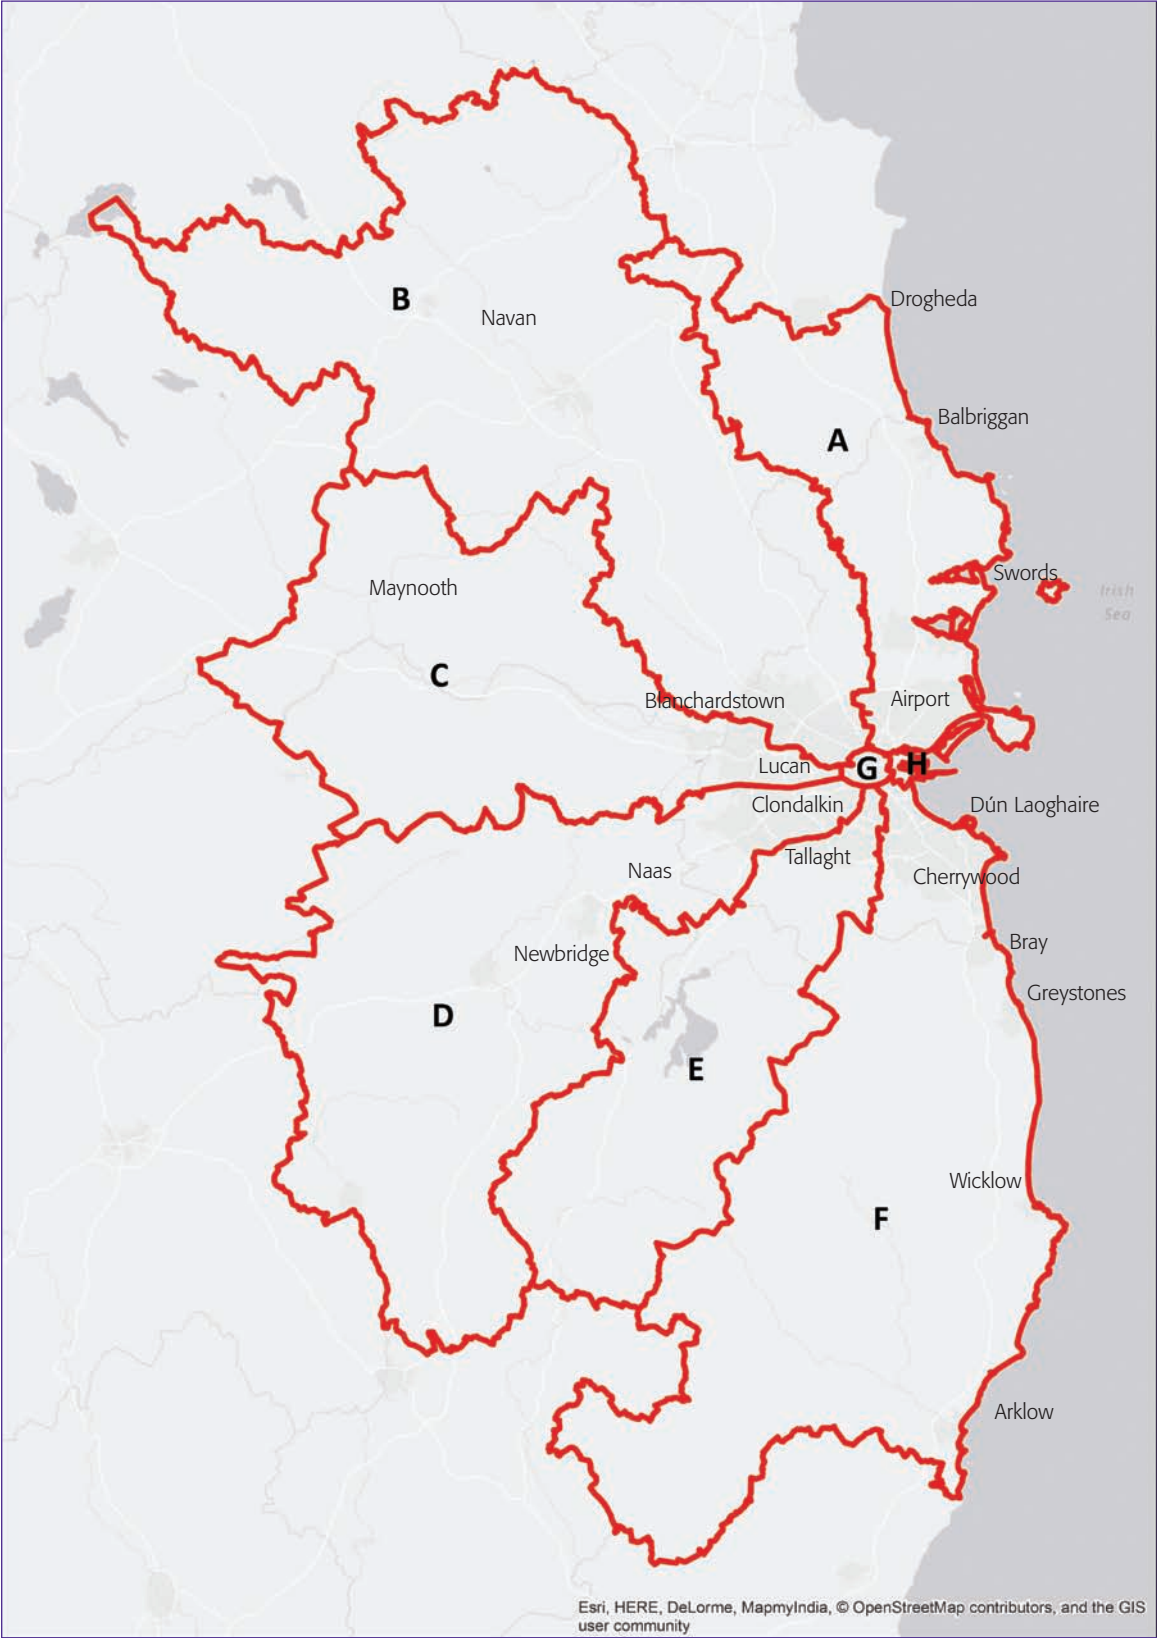 B
Navan
Drogheda
Balbriggan
A
Swords
Irish
Sea
Maynooth
C
Blanchardstown
Airport
Lucan
G
H
Clondalkin
Dún Laoghaire
Tallaght
Naas
Cherrywood
Newbridge
Bray
Greystones
D
E
Wicklow
F
Arklow
Esri, HERE, DeLorme, MapmyIndia, © OpenStreetMap contributors, and the GIS
user community